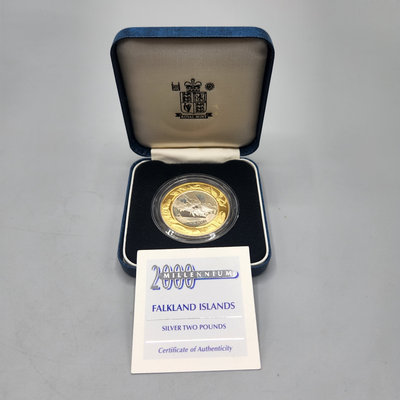 ROYAL MINT
2000
MILLENNIUM
FALKLAND ISLANDS
SILVER TWO POUNDS
Certificate of Authenticity